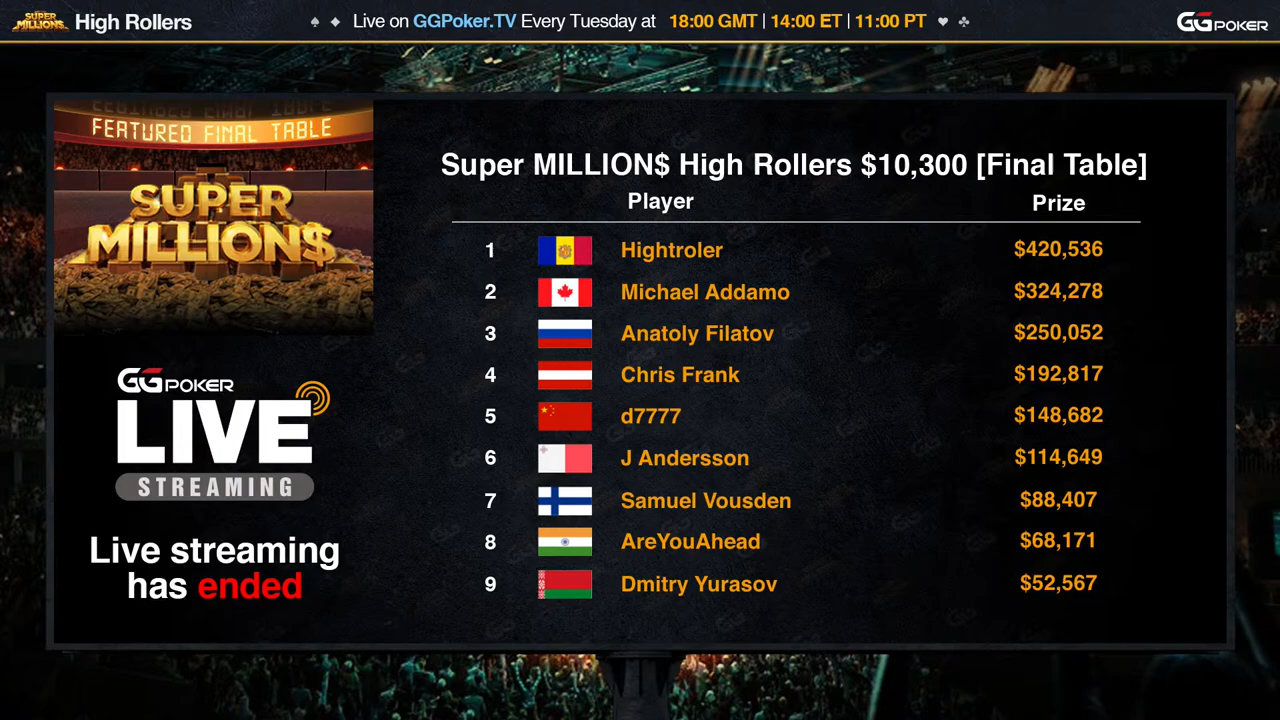 SUPER MILLION$ High Rollers ♠ ♦ Live on GGPoker.TV Every Tuesday at 18:00 GMT | 14:00 ET | 11:00 PT ♥ ♣ GGPOKER
FEATURED FINAL TABLE
FEATURED FINAL TABLE
SUPER
MILLION$
GGPOKER
LIVE
STREAMING
Live streaming
has ended
Super MILLION$ High Rollers $10,300 [Final Table]
Player Prize
1 Hightroler $420,536
2 Michael Addamo $324,278
3 Anatoly Filatov $250,052
4 Chris Frank $192,817
5 d7777 $148,682
6 J Andersson $114,649
7 Samuel Vousden $88,407
8 AreYouAhead $68,171
9 Dmitry Yurasov $52,567